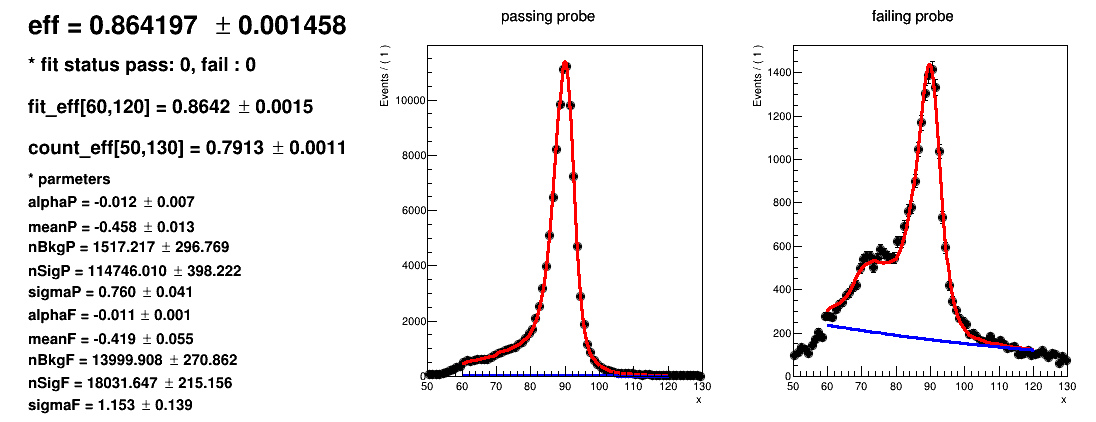 eff = 0.864197 ± 0.001458
* fit status pass: 0, fail : 0
fit_eff[60,120] = 0.8642 ± 0.0015
count_eff[50,130] = 0.7913 ± 0.0011
* parmeters
alphaP = -0.012 ± 0.007
meanP = -0.458 ± 0.013
nBkgP = 1517.217 ± 296.769
nSigP = 114746.010 ± 398.222
sigmaP = 0.760 ± 0.041
alphaF = -0.011 ± 0.001
meanF = -0.419 ± 0.055
nBkgF = 13999.908 ± 270.862
nSigF = 18031.647 ± 215.156
sigmaF = 1.153 ± 0.139
passing probe
Events / ( 1 )
10000
8000
6000
4000
2000
0
50 60 70 80 90 100 110 120 130
x
failing probe
Events / ( 1 )
1400
1200
1000
800
600
400
200
0
50 60 70 80 90 100 110 120 130
x